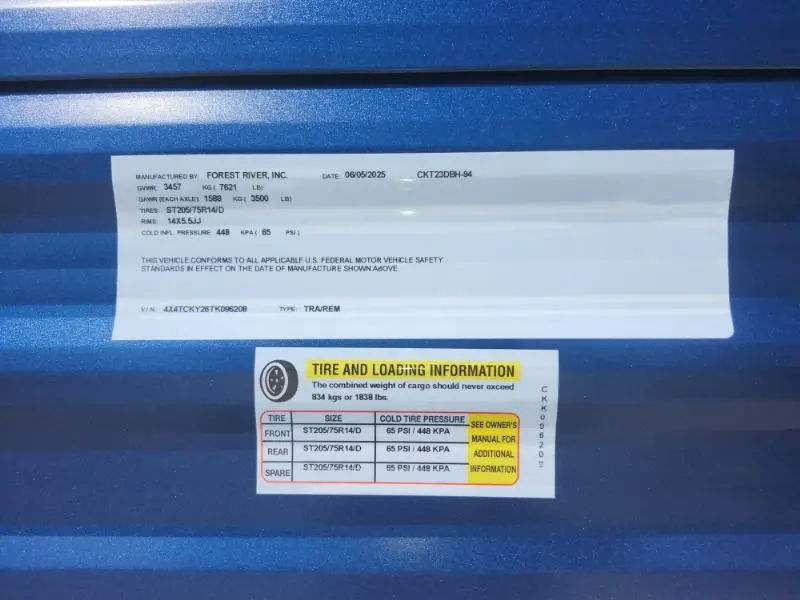 MANUFACTURED BY: FOREST RIVER, INC. DATE: 06/05/2025 CKT23DBH-94
GVWR: 3457 KG ( 7621 LB)
GAWR (EACH AXLE): 1588 KG ( 3500 LB)
TIRES: ST205/75R14/D
RIMS: 14X5.5JJ
COLD INFL. PRESSURE: 448 KPA ( 65 PSI )
THIS VEHICLE CONFORMS TO ALL APPLICABLE U.S. FEDERAL MOTOR VEHICLE SAFETY
STANDARDS IN EFFECT ON THE DATE OF MANUFACTURE SHOWN ABOVE.
V.I.N. 4X4TCKY26TK096208 TYPE: TRA/REM
TIRE AND LOADING INFORMATION
The combined weight of cargo should never exceed
834 kgs or 1838 lbs.
TIRE SIZE COLD TIRE PRESSURE
FRONT ST205/75R14/D 65 PSI / 448 KPA
REAR ST205/75R14/D 65 PSI / 448 KPA
SPARE ST205/75R14/D 65 PSI / 448 KPA
SEE OWNER'S
MANUAL FOR
ADDITIONAL
INFORMATION
CKK096208